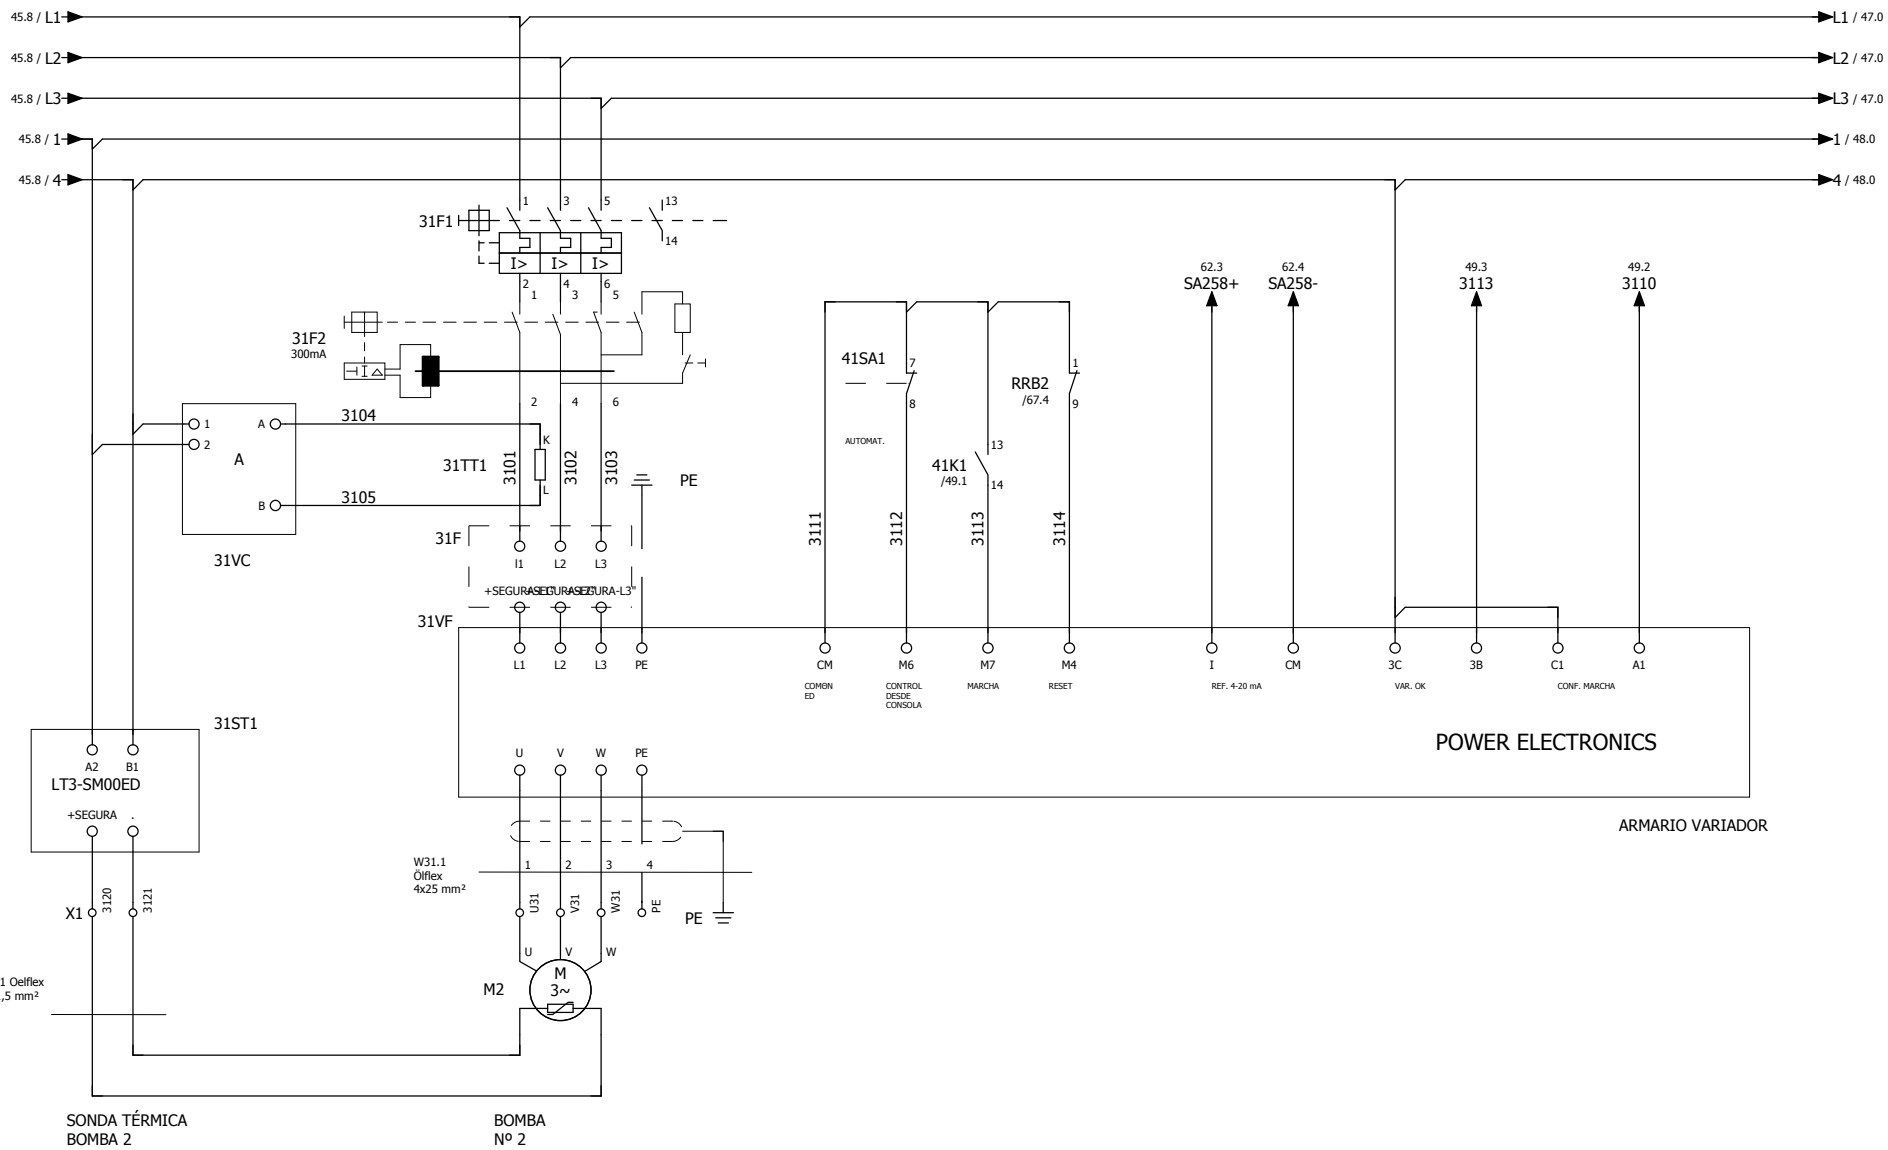 45.8 / L1
L1 / 47.0
45.8 / L2
L2 / 47.0
45.8 / L3
L3 / 47.0
45.8 / 1
1 / 48.0
45.8 / 4
4 / 48.0
1 3 5 13
31F1
14
I> I> I>
2 4 6
1 3 5
62.3 62.4 49.3 49.2
SA258+ SA258- 3113 3110
31F2
300mA
I
41SA1 7 1
RRB2
/67.4
8 9
2 4 6
AUTOMAT.
1 A 3104
2
A
K
31TT1 3101 3102 3103
L
PE
13
41K1
/49.1
14
B 3105
3111 3112 3113 3114
31VC
31F
I1 L2 L3
+SEGURA-L1" +SEGURA-L2" +SEGURA-L3"
31VF
L1 L2 L3 PE CM M6 M7 M4 I CM 3C 3B C1 A1
COMΘN
ED
CONTROL
DESDE
CONSOLA
MARCHA
RESET
REF. 4-20 mA
VAR. OK
CONF. MARCHA
31ST1
POWER ELECTRONICS
U V W PE
A2 B1
LT3-SM00ED
+SEGURA .
ARMARIO VARIADOR
W31.1
Ölflex
4x25 mm²
1 2 3 4
X1 3120 3121
U31 V31 W31 PE
PE
U V W
M2
M
3~
1 Oelflex
,5 mm²
SONDA TÉRMICA
BOMBA 2
BOMBA
Nº 2